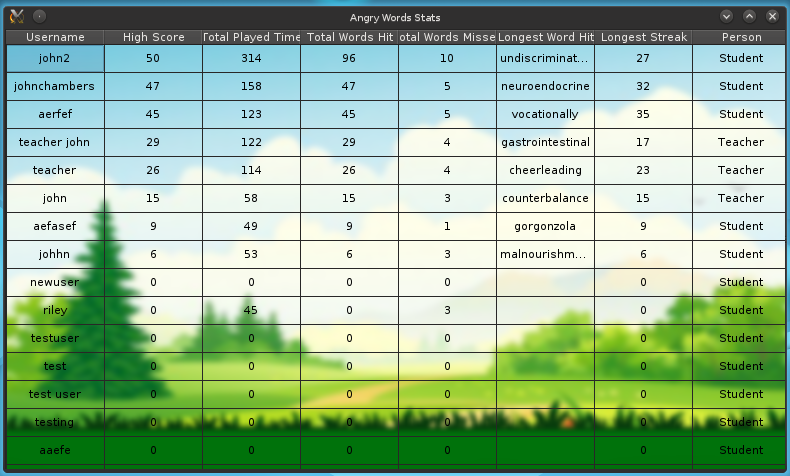 Angry Words Stats
Username High Score Total Played Time Total Words Hit otal Words Misse Longest Word Hit Longest Streak Person
john2 50 314 96 10 undiscriminat... 27 Student
johnchambers 47 158 47 5 neuroendocrine 32 Student
aerfef 45 123 45 5 vocationally 35 Student
teacher john 29 122 29 4 gastrointestinal 17 Teacher
teacher 26 114 26 4 cheerleading 23 Teacher
john 15 58 15 3 counterbalance 15 Teacher
aefasef 9 49 9 1 gorgonzola 9 Student
johhn 6 53 6 3 malnourishm... 6 Student
newuser 0 0 0 0 0 Student
riley 0 45 0 3 0 Student
testuser 0 0 0 0 0 Student
test 0 0 0 0 0 Student
test user 0 0 0 0 0 Student
testing 0 0 0 0 0 Student
aaefe 0 0 0 0 0 Student